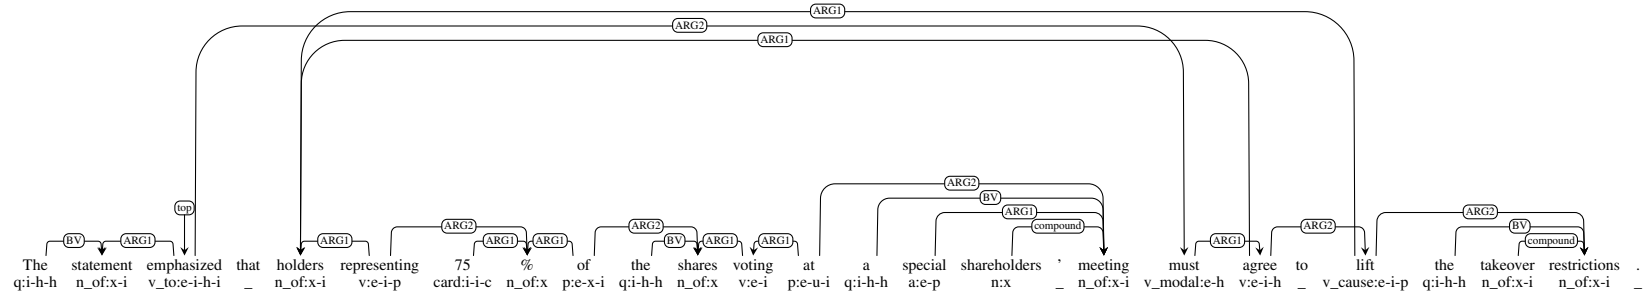 ARG1
ARG2
ARG1
ARG2
BV
top ARG1
ARG2 ARG2 compound ARG2 BV
BV ARG1 ARG1 ARG1 ARG1 BV ARG1 ARG1 ARG1 ARG2 compound
The statement emphasized that holders representing 75 % of the shares voting at a special shareholders ' meeting must agree to lift the takeover restrictions .
q:i-h-h n_of:x-i v_to:e-i-h-i _ n_of:x-i v:e-i-p card:i-i-c n_of:x p:e-x-i q:i-h-h n_of:x v:e-i p:e-u-i q:i-h-h a:e-p n:x _ n_of:x-i v_modal:e-h v:e-i-h _ v_cause:e-i-p q:i-h-h n_of:x-i n_of:x-i _